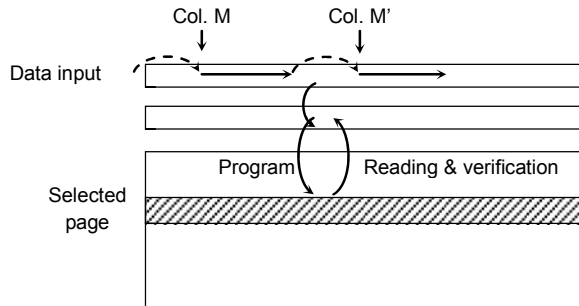 Col. M
Col. M’
Data input
Program
Reading & verification
Selected
page